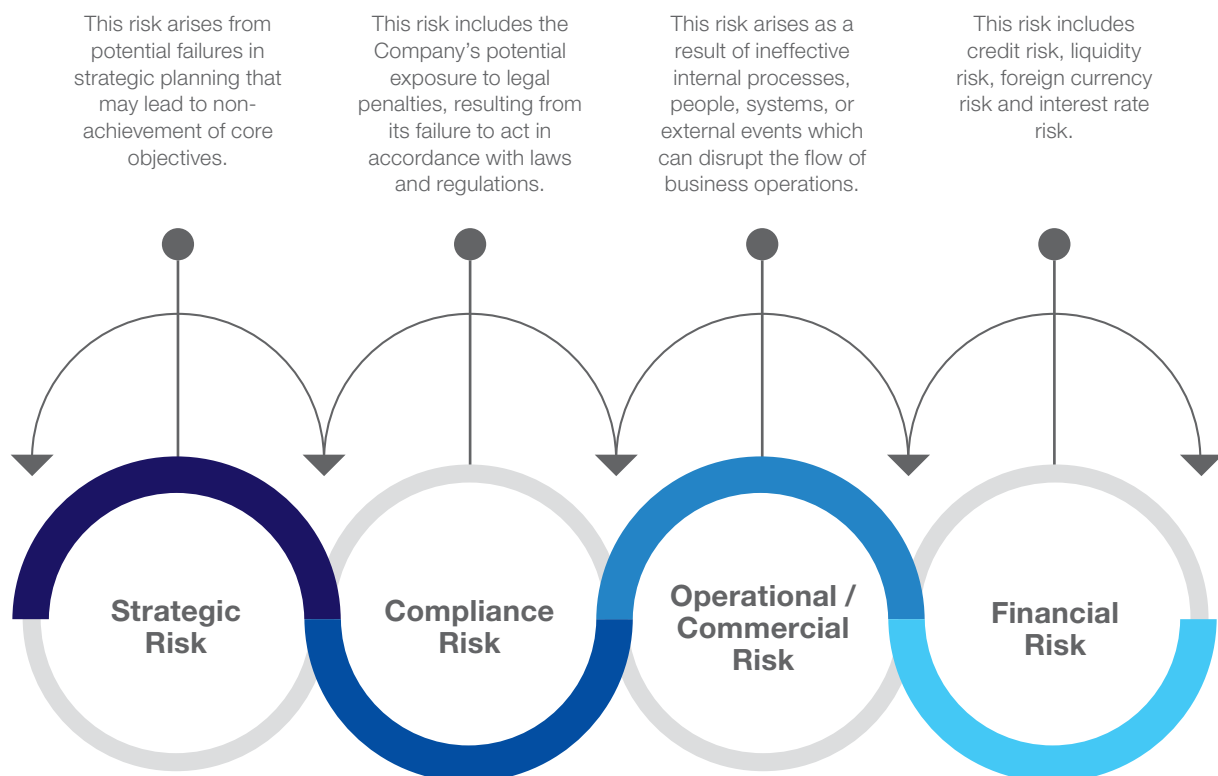 This risk arises from
potential failures in
strategic planning that
may lead to non-
achievement of core
objectives.
This risk includes the
Company’s potential
exposure to legal
penalties, resulting from
its failure to act in
accordance with laws
and regulations.
This risk arises as a
result of ineffective
internal processes,
people, systems, or
external events which
can disrupt the flow of
business operations.
This risk includes
credit risk, liquidity
risk, foreign currency
risk and interest rate
risk.
Strategic
Risk
Compliance
Risk
Operational /
Commercial
Risk
Financial
Risk